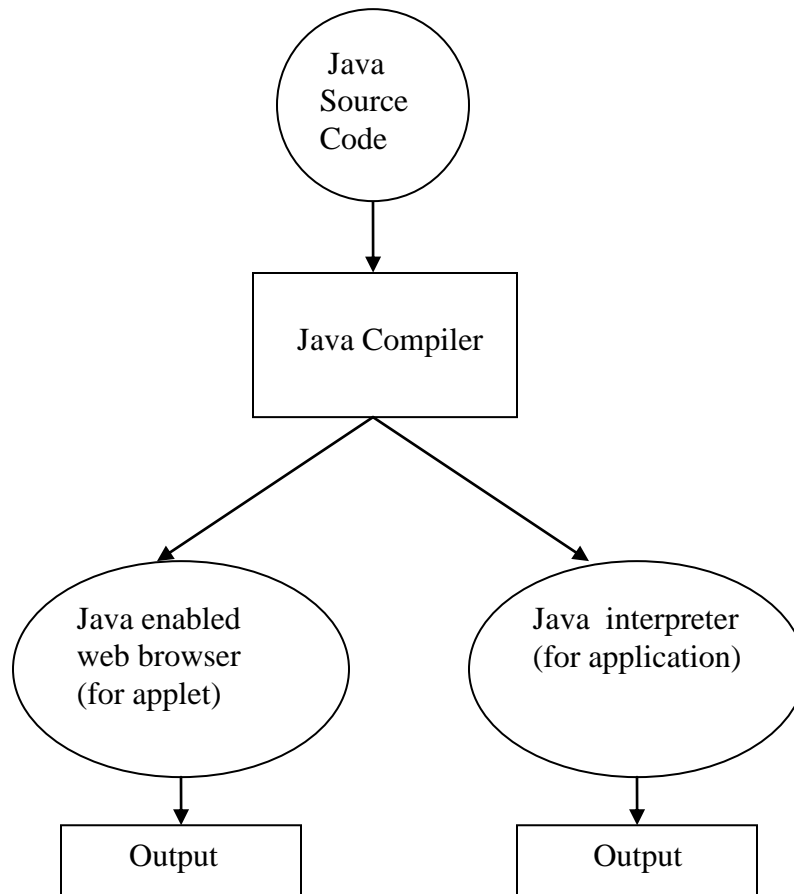 Java
Source
Code
Java Compiler
Java enabled
web browser
(for applet)
Java interpreter
(for application)
Output
Output